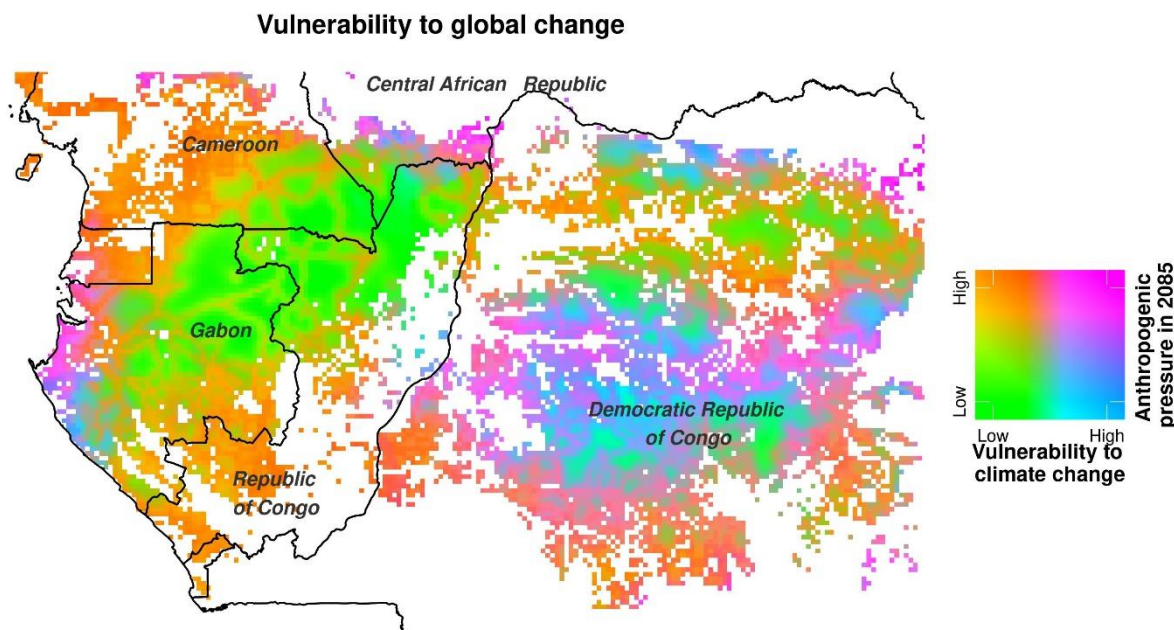 Vulnerability to global change
Central African Republic
Cameroon
Gabon
Democratic Republic
of Congo
Republic
of Congo
High
Low
Anthropogenic
pressure in 2085
Low High
Vulnerability to
climate change